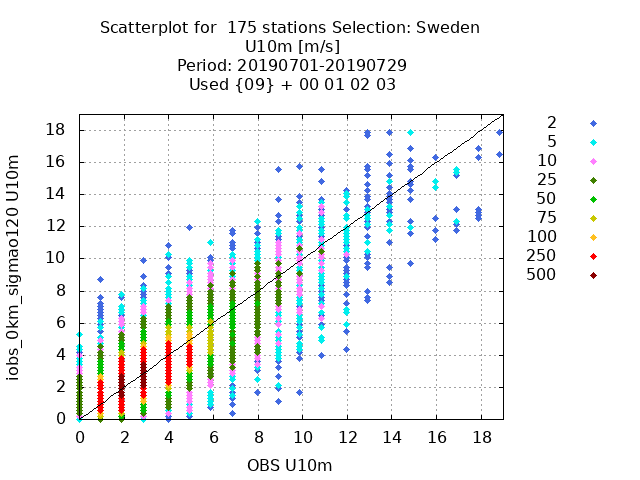 Scatterplot for  175 stations Selection: Sweden
U10m [m/s]
Period: 20190701-20190729
Used {09} + 00 01 02 03
iobs_0km_sigmao120 U10m
18
16
14
12
10
8
6
4
2
0
0 2 4 6 8 10 12 14 16 18
OBS U10m
2
5
10
25
50
75
100
250
500